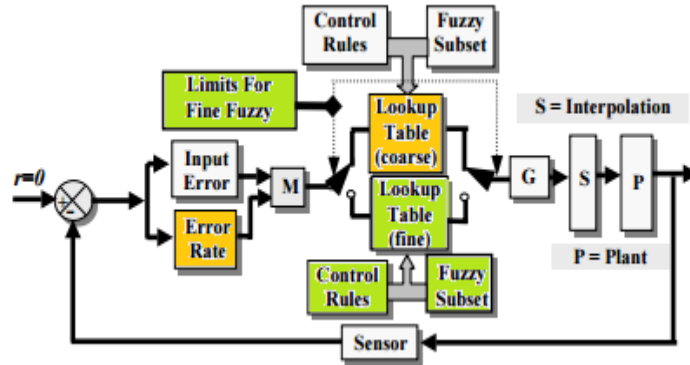 Control
Rules
Fuzzy
Subset
Limits For
Fine Fuzzy
Lookup
Table
(coarse)
S = Interpolation
r=0
+
-
Input
Error
M
G
S
P
Lookup
Table
(fine)
Error
Rate
P = Plant
Control
Rules
Fuzzy
Subset
Sensor